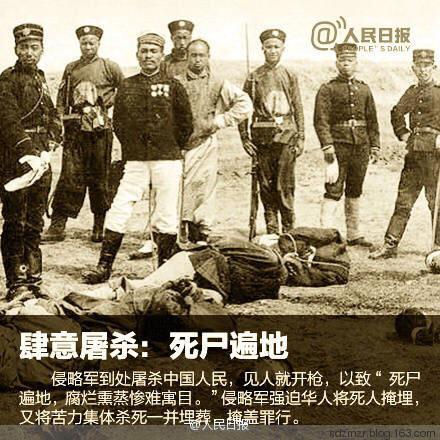 @人民日报
PEOPLE'S DAILY
肆意屠杀：死尸遍地
侵略军到处屠杀中国人民，见人就开枪，以致“死尸
遍地，腐烂熏蒸惨难寓目。”侵略军强迫华人将死人掩埋，
又将苦力集体杀死一并埋葬，掩盖罪行。
@人民日报
sdzmzr.blog.163.com